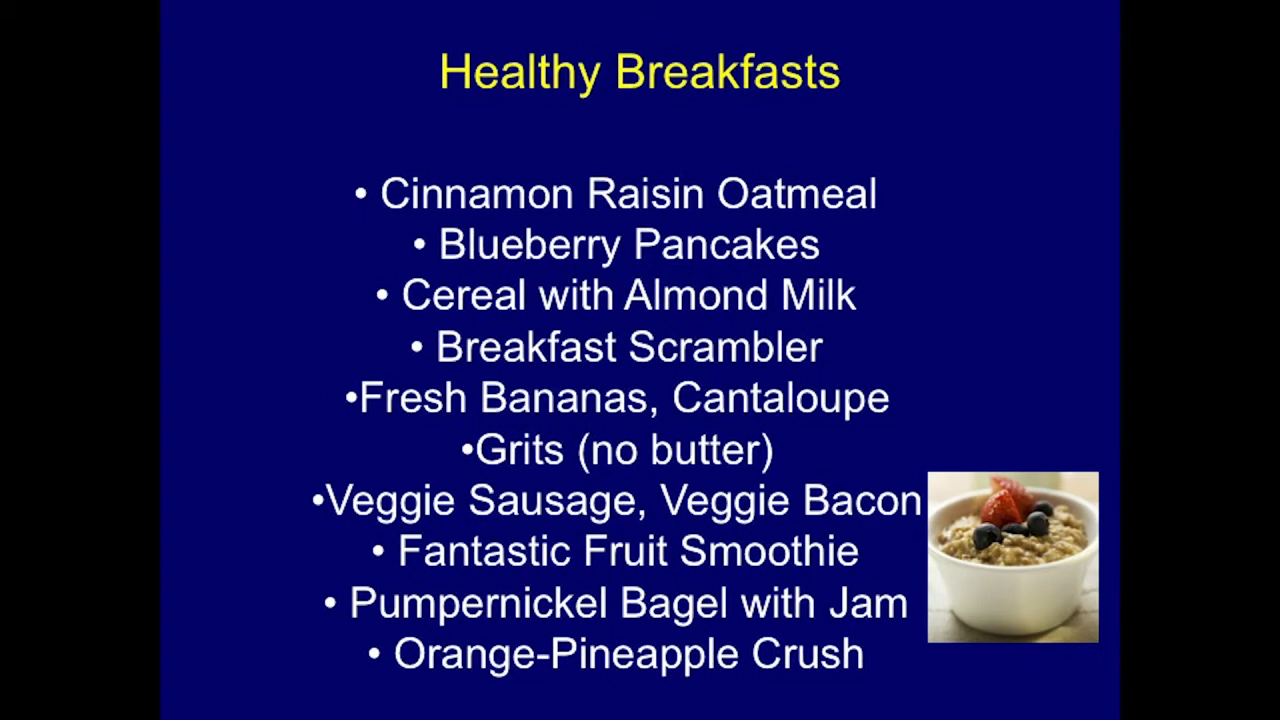 Healthy Breakfasts
• Cinnamon Raisin Oatmeal
• Blueberry Pancakes
• Cereal with Almond Milk
• Breakfast Scrambler
•Fresh Bananas, Cantaloupe
•Grits (no butter)
•Veggie Sausage, Veggie Bacon
• Fantastic Fruit Smoothie
• Pumpernickel Bagel with Jam
• Orange-Pineapple Crush